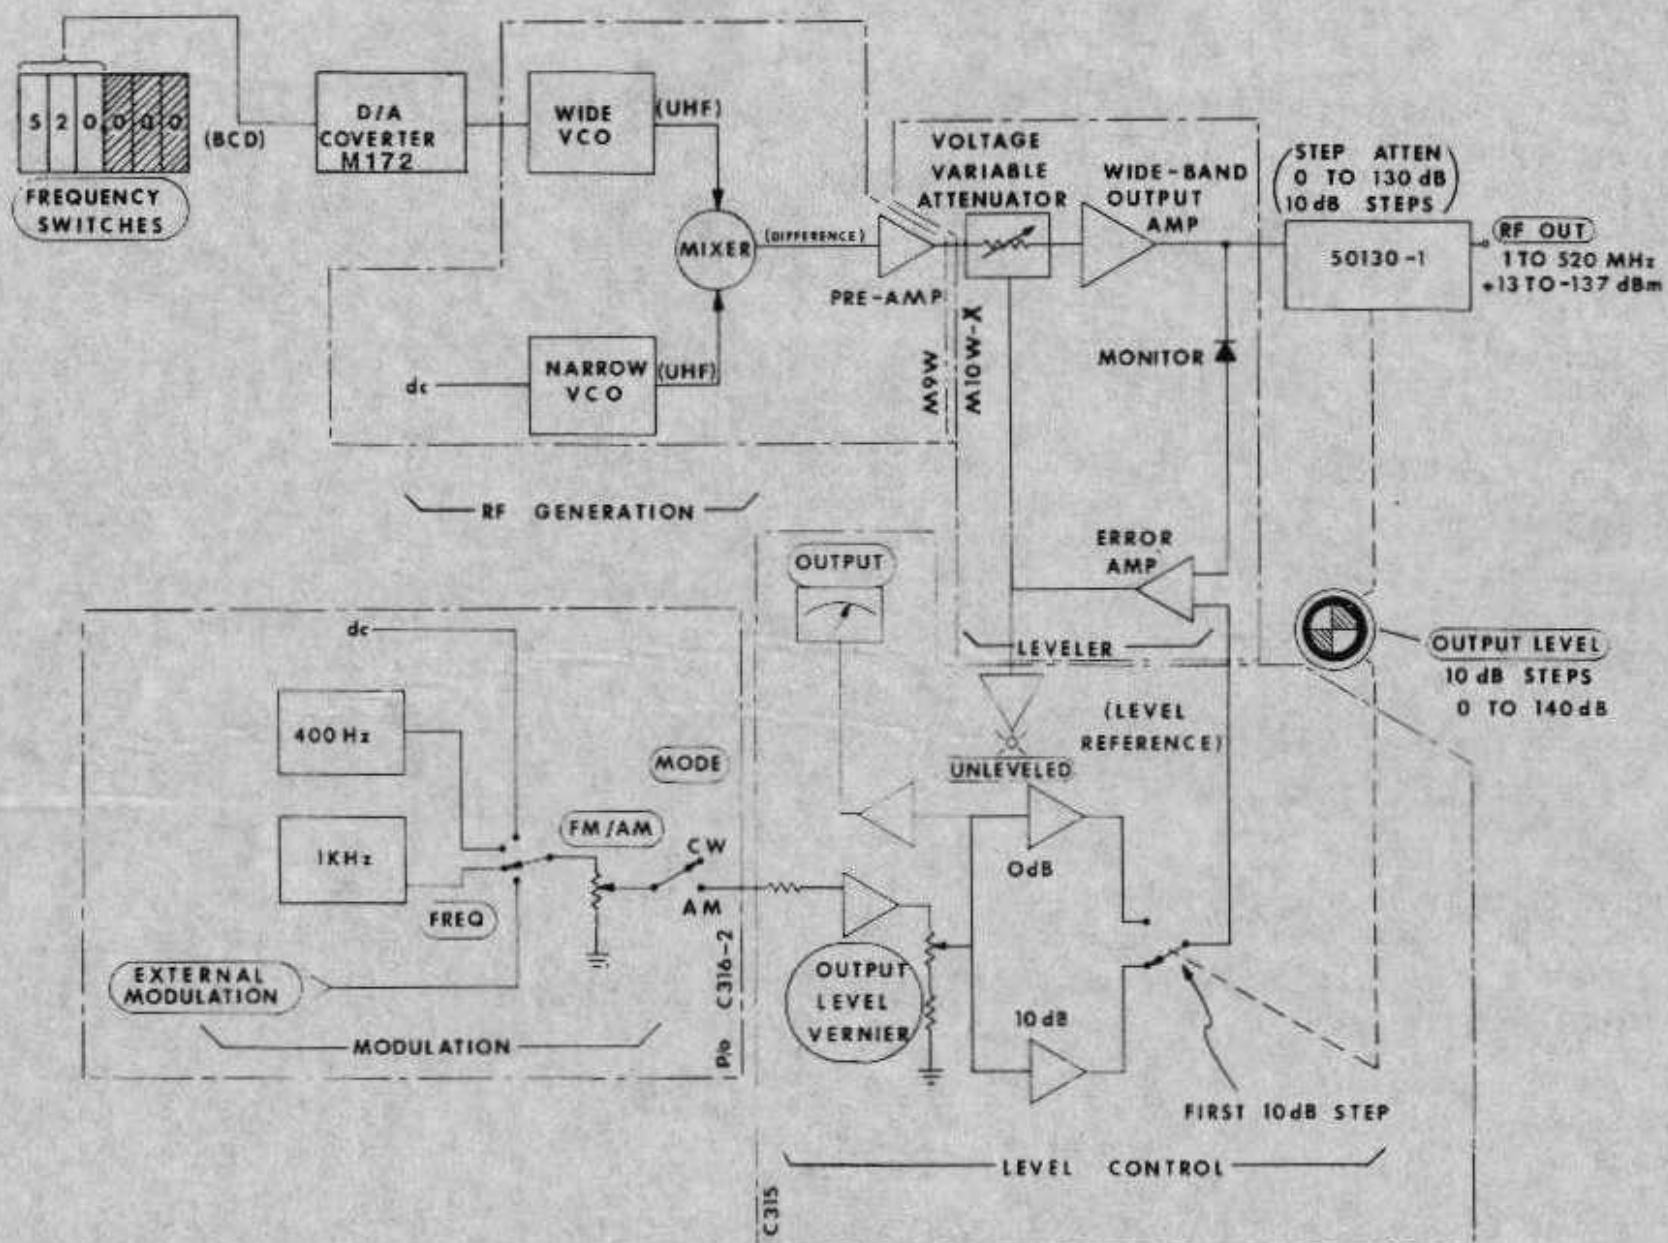 5 2 0.0 0 0
(BCD)
FREQUENCY
SWITCHES
D/A
COVERTER
M172
WIDE
VCO
(UHF)
MIXER
(DIFFERENCE)
NARROW
VCO
(UHF)
dc
PRE-AMP
M9W
M10W-X
VOLTAGE
VARIABLE
ATTENUATOR
WIDE-BAND
OUTPUT
AMP
(STEP ATTEN
0 TO 130 dB
10 dB STEPS)
50130-1
RF OUT
1 TO 520 MHz
+13 TO -137 dBm
MONITOR
RF GENERATION
ERROR
AMP
LEVELER
OUTPUT
OUTPUT LEVEL
10 dB STEPS
0 TO 140 dB
(LEVEL
REFERENCE)
UNLEVELED
dc
400 Hz
1KHz
MODE
FM/AM
CW
AM
FREQ
EXTERNAL
MODULATION
MODULATION
P/o C316-2
0dB
OUTPUT
LEVEL
VERNIER
10 dB
FIRST 10dB STEP
LEVEL CONTROL
C315